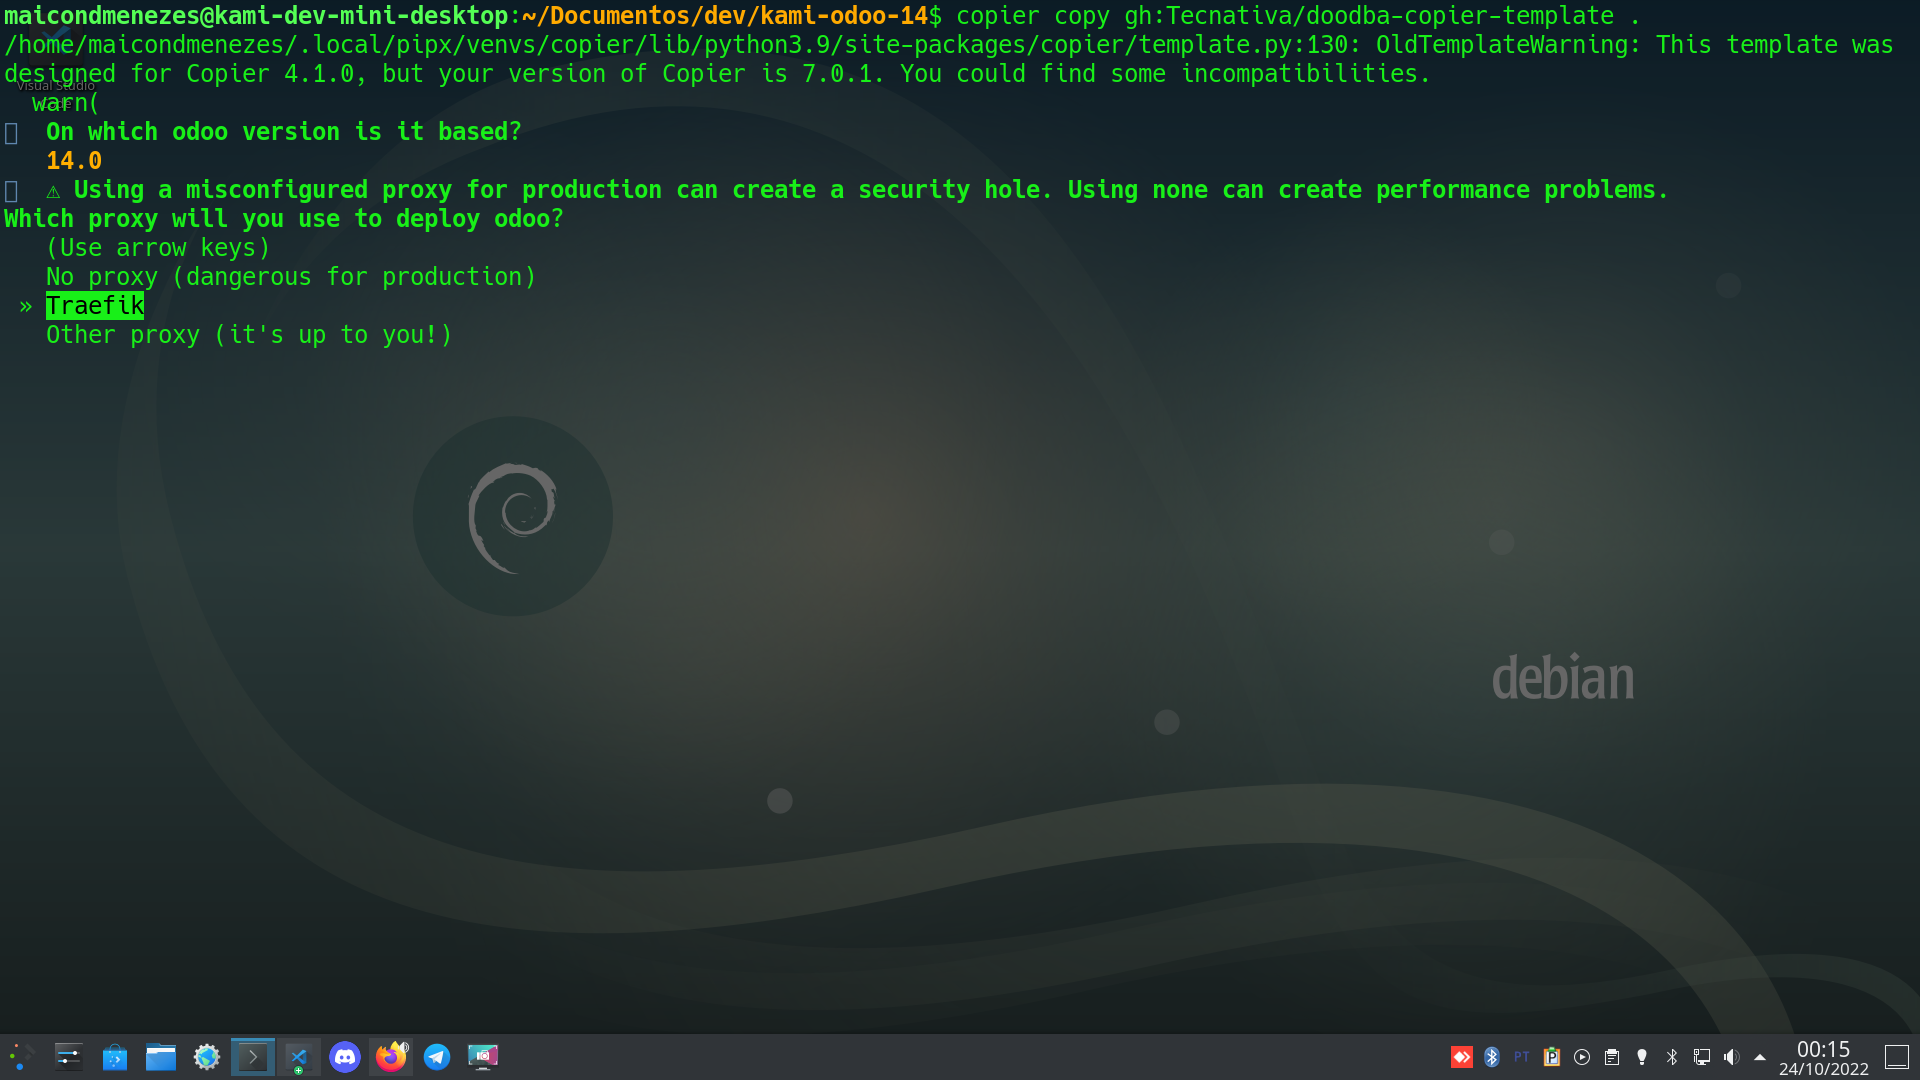 maicondmenezes@kami-dev-mini-desktop:~/Documentos/dev/kami-odoo-14$ copier copy gh:Tecnativa/doodba-copier-template .
/home/maicondmenezes/.local/pipx/venvs/copier/lib/python3.9/site-packages/copier/template.py:130: OldTemplateWarning: This template was
designed for Copier 4.1.0, but your version of Copier is 7.0.1. You could find some incompatibilities.
Visual Studio
warn(
On which odoo version is it based?
14.0
⚠ Using a misconfigured proxy for production can create a security hole. Using none can create performance problems.
Which proxy will you use to deploy odoo?
(Use arrow keys)
No proxy (dangerous for production)
» Traefik
Other proxy (it's up to you!)
debian
PT
00:15
24/10/2022